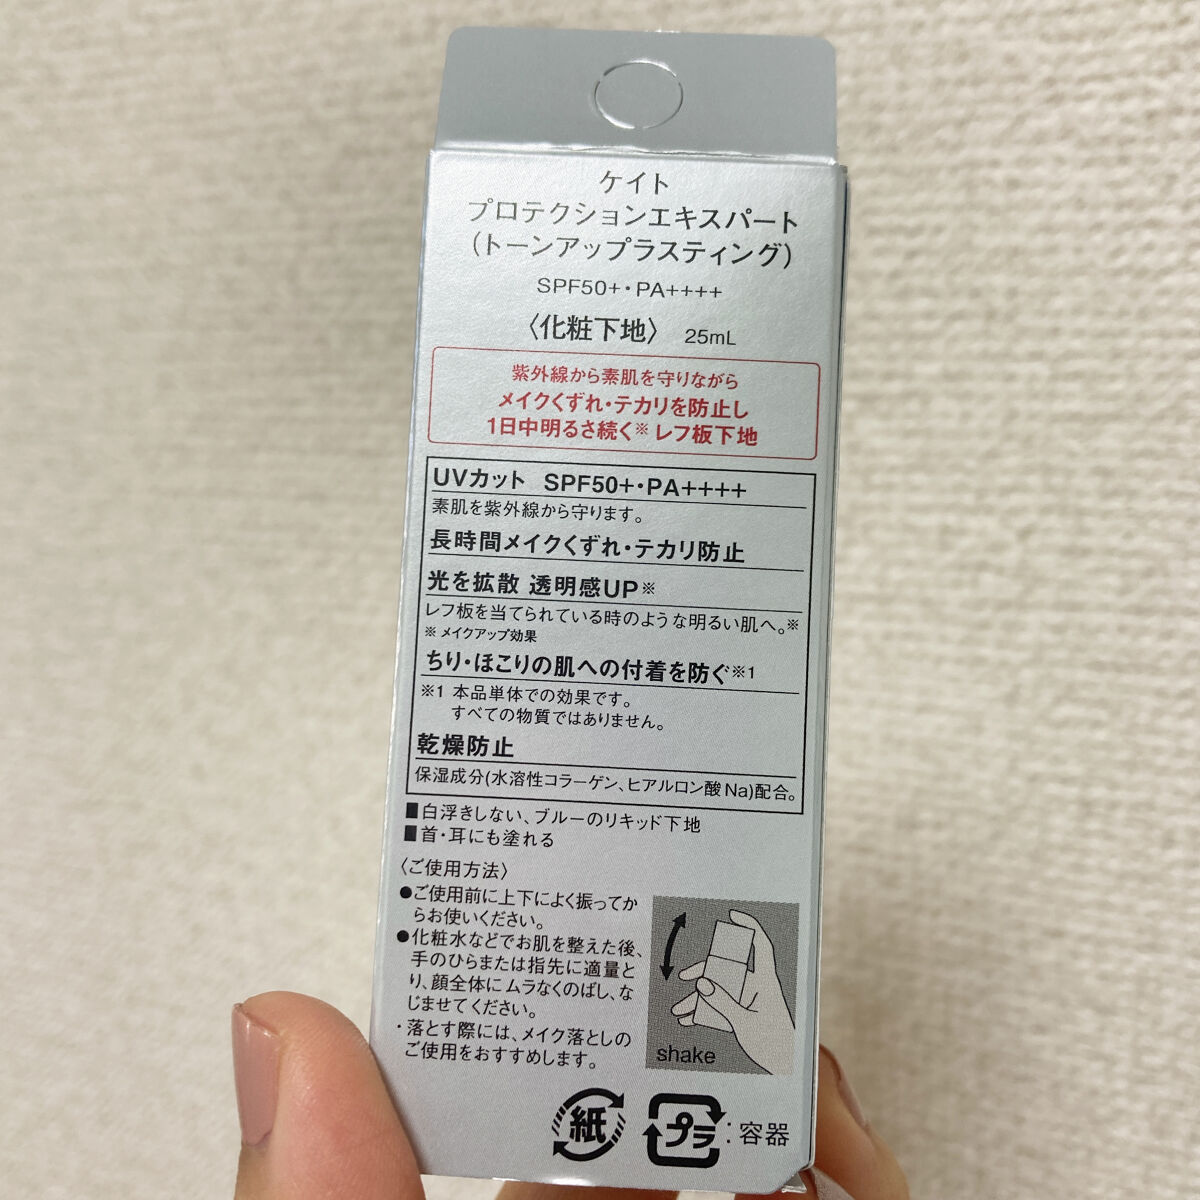 ケイト
プロテクションエキスパート
(トーンアップラスティング)
SPF50+・PA++++
〈化粧下地〉 25mL
紫外線から素肌を守りながら
メイクくずれ・テカリを防止し
1日中明るさ続く※ レフ板下地
UVカット SPF50+・PA++++
素肌を紫外線から守ります。
長時間メイクくずれ・テカリ防止
光を拡散 透明感UP※
レフ板を当てられている時のような明るい肌へ。※
※ メイクアップ効果
ちり・ほこりの肌への付着を防ぐ※1
※1 本品単体での効果です。
すべての物質ではありません。
乾燥防止
保湿成分(水溶性コラーゲン、ヒアルロン酸Na)配合。
■白浮きしない、ブルーのリキッド下地
■首・耳にも塗れる
〈ご使用方法〉
●ご使用前に上下によく振ってか
らお使いください。
●化粧水などでお肌を整えた後、
手のひらまたは指先に適量と
り、顔全体にムラなくのばし、な
じませてください。
・落とす際には、メイク落としの
ご使用をおすすめします。
shake
紙
プラ :容器